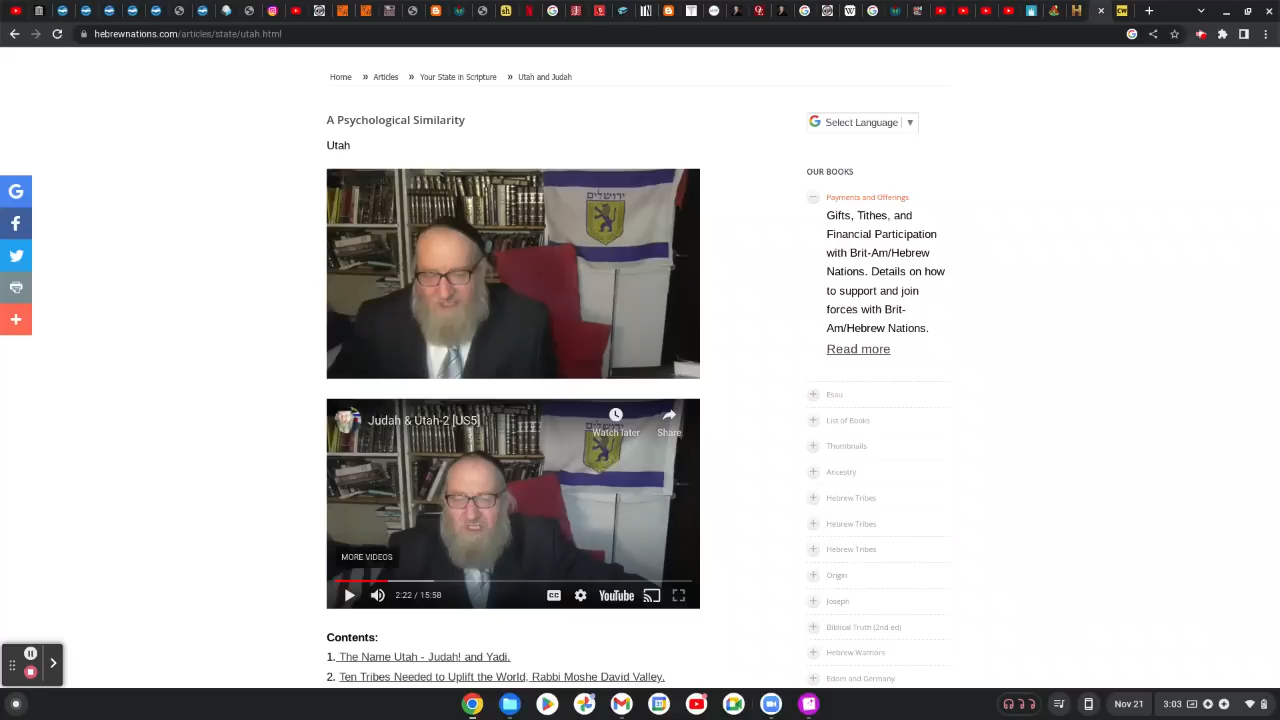 hebrewnations.com/articles/state/utah.html
Home » Articles » Your State in Scripture » Utah and Judah
A Psychological Similarity
Utah
ירושלים
Judah & Utah-2 [US5]
Watch later
Share
MORE VIDEOS
2:22 / 15:58
CC
YouTube
Contents:
1. The Name Utah - Judah! and Yadi.
2. Ten Tribes Needed to Uplift the World, Rabbi Moshe David Valley.
Select Language ▼
OUR BOOKS
Payments and Offerings
Gifts, Tithes, and
Financial Participation
with Brit-Am/Hebrew
Nations. Details on how
to support and join
forces with Brit-
Am/Hebrew Nations.
Read more
Esau
List of Books
Thumbnails
Ancestry
Hebrew Tribes
Hebrew Tribes
Hebrew Tribes
Origin
Joseph
Biblical Truth (2nd ed)
Hebrew Warriors
Edom and Germany
Nov 21
3:03